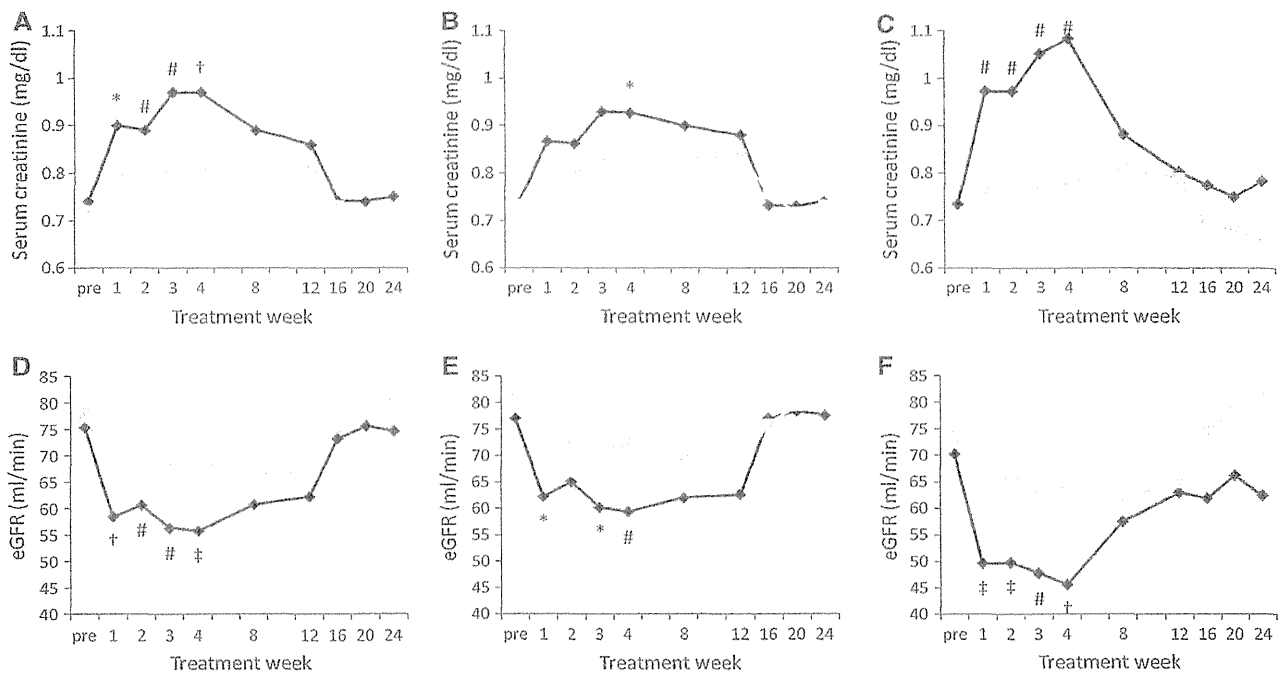 A
Serum creatinine (mg/dl)
1.1
1
0.9
0.8
0.7
0.6
* # # †
pre 1 2 3 4 8 12 16 20 24
Treatment week
B
Serum creatinine (mg/dl)
1.1
1
0.9
0.8
0.7
0.6
*
pre 1 2 3 4 8 12 16 20 24
Treatment week
C
Serum creatinine (mg/dl)
1.1
1
0.9
0.8
0.7
0.6
# # # #
pre 1 2 3 4 8 12 16 20 24
Treatment week
D
eGFR (ml/min)
85
80
75
70
65
60
55
50
45
40
† # # ‡
pre 1 2 3 4 8 12 16 20 24
Treatment week
E
eGFR (ml/min)
85
80
75
70
65
60
55
50
45
40
* * #
pre 1 2 3 4 8 12 16 20 24
Treatment week
F
eGFR (ml/min)
85
80
75
70
65
60
55
50
45
40
‡ ‡ # †
pre 1 2 3 4 8 12 16 20 24
Treatment week